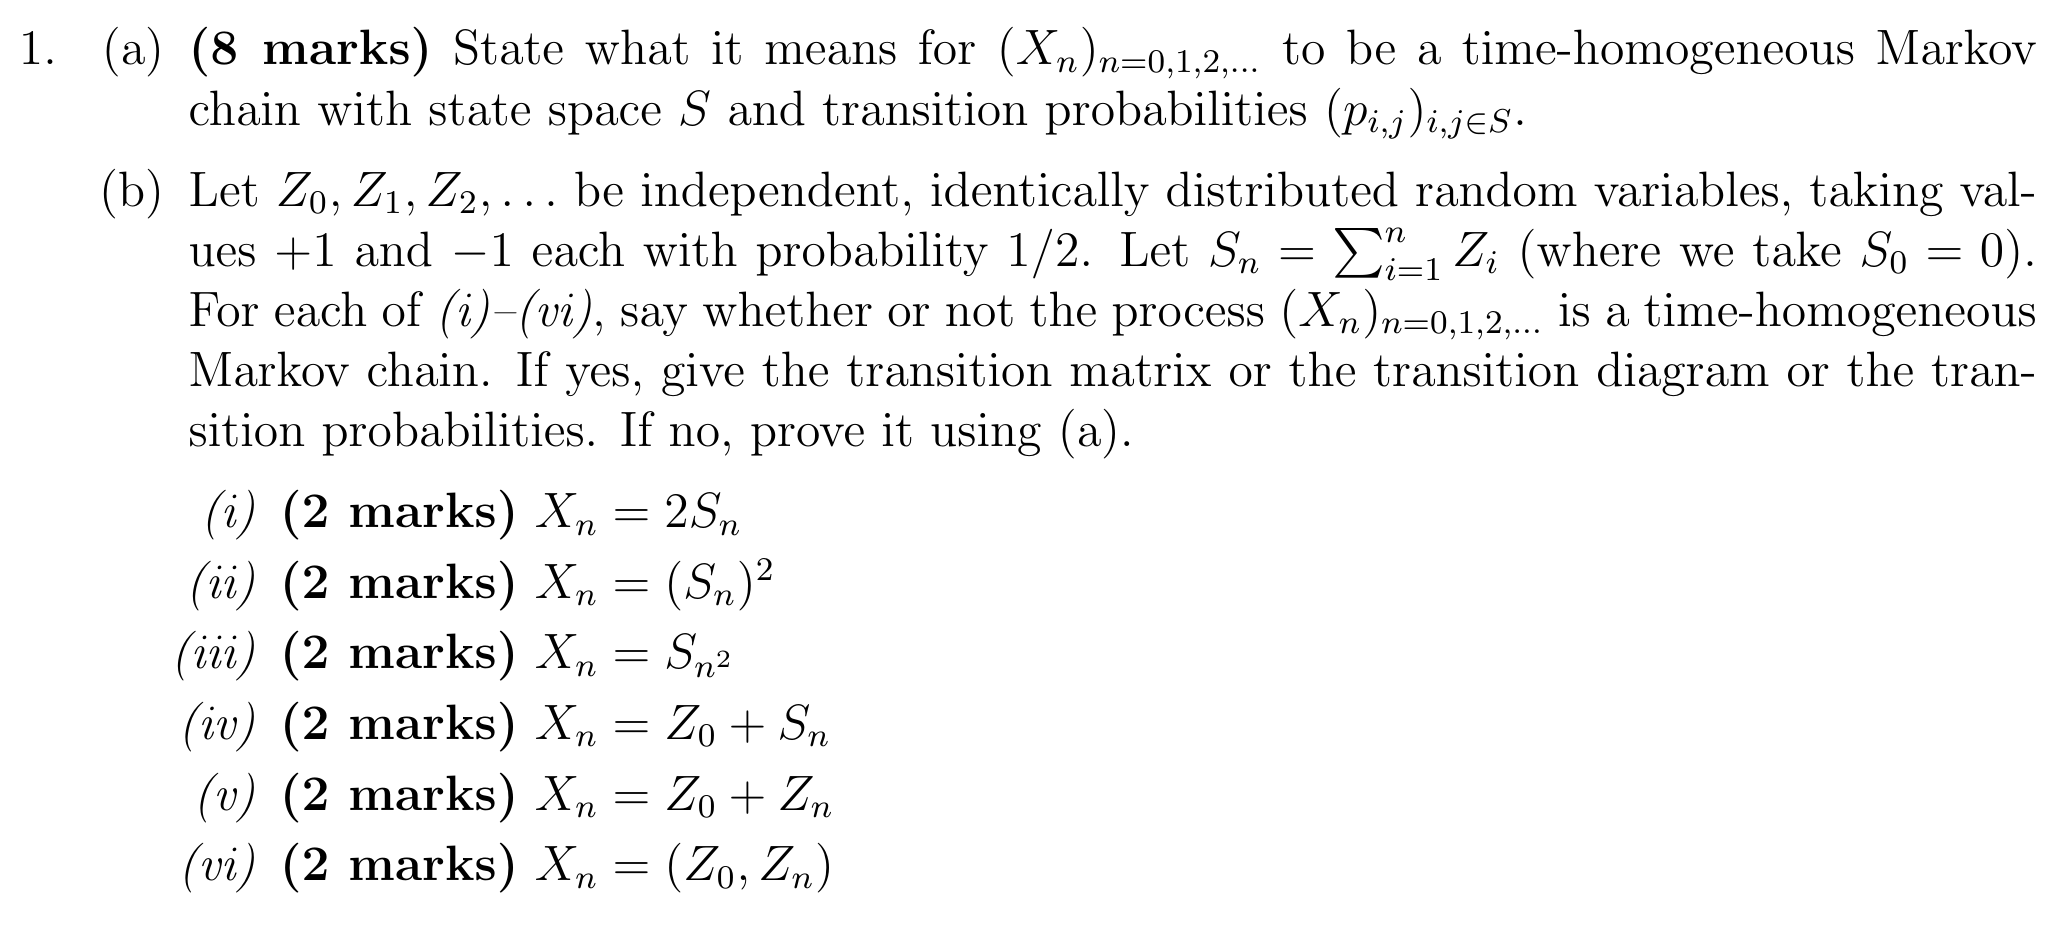 1. (a) (8 marks) State what it means for $(X_n)_{n=0,1,2,\ldots}$ to be a time-homogeneous Markov
chain with state space $S$ and transition probabilities $(p_{i,j})_{i,j \in S}$.
(b) Let $Z_0, Z_1, Z_2, \ldots$ be independent, identically distributed random variables, taking val-
ues $+1$ and $-1$ each with probability $1/2$. Let $S_n = \sum_{i=1}^{n} Z_i$ (where we take $S_0 = 0$).
For each of (i)–(vi), say whether or not the process $(X_n)_{n=0,1,2,\ldots}$ is a time-homogeneous
Markov chain. If yes, give the transition matrix or the transition diagram or the tran-
sition probabilities. If no, prove it using (a).
(i) (2 marks) $X_n = 2S_n$
(ii) (2 marks) $X_n = (S_n)^2$
(iii) (2 marks) $X_n = S_{n^2}$
(iv) (2 marks) $X_n = Z_0 + S_n$
(v) (2 marks) $X_n = Z_0 + Z_n$
(vi) (2 marks) $X_n = (Z_0, Z_n)$